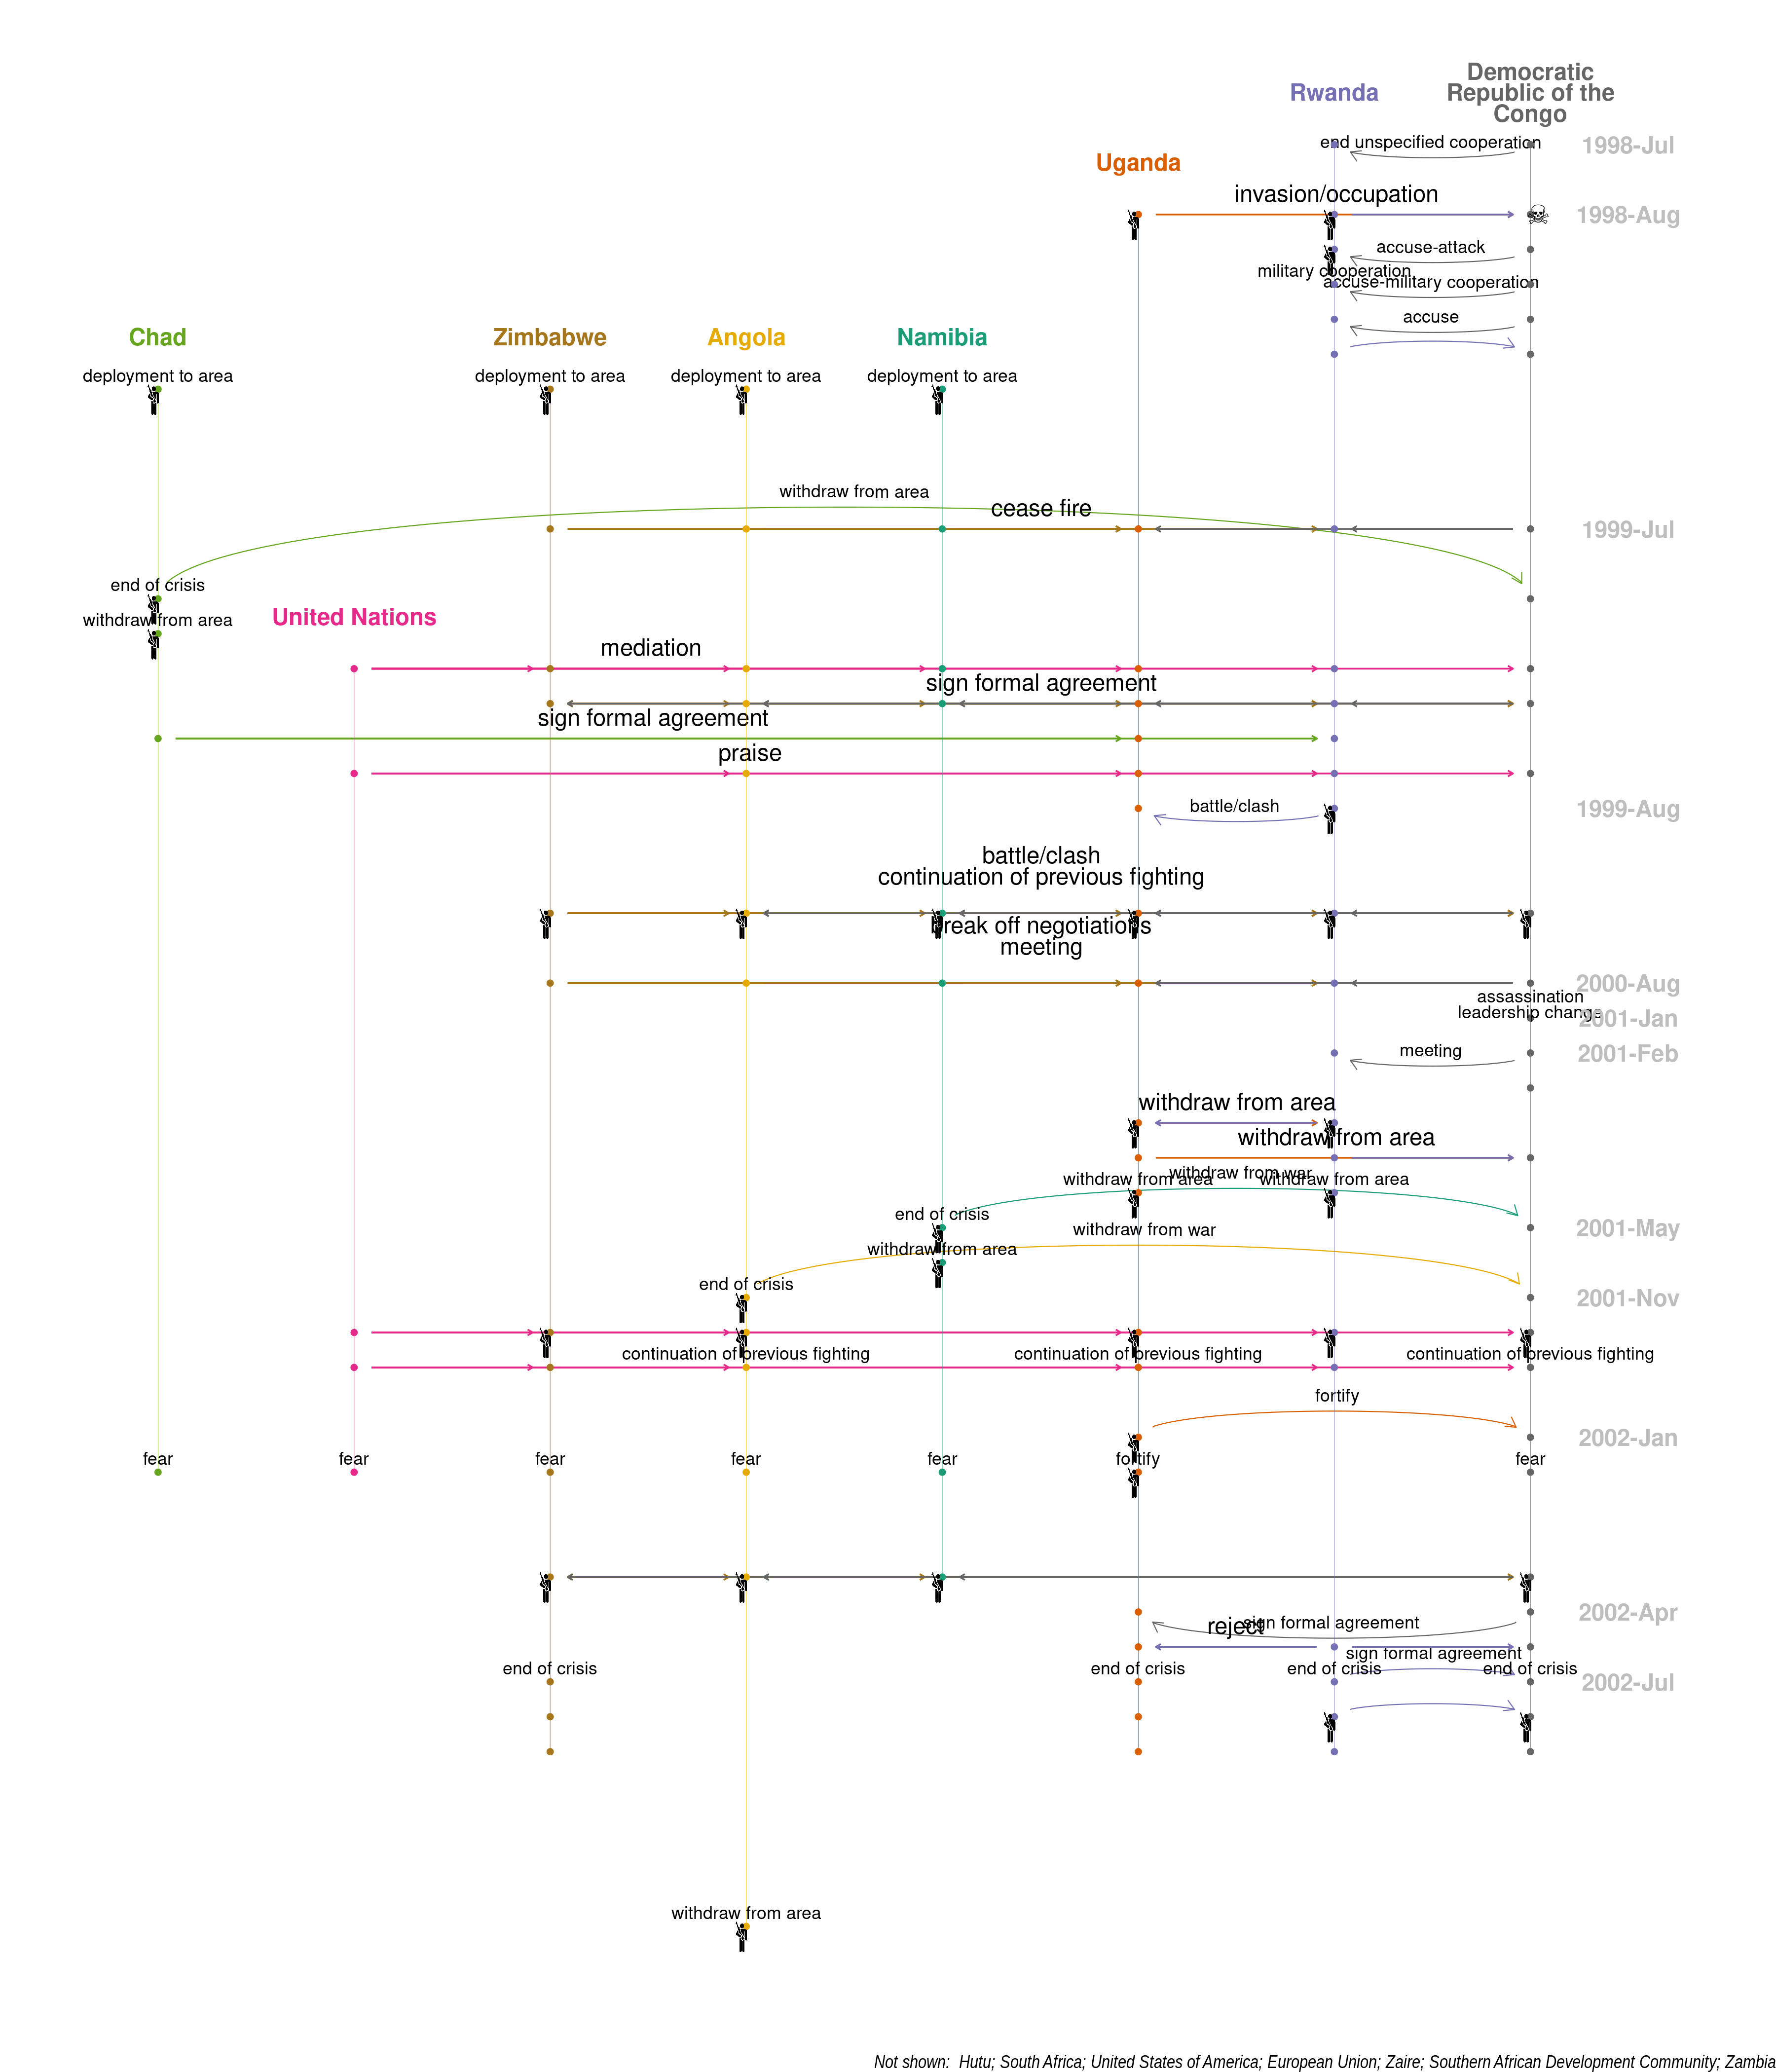 Democratic
Republic of the
Congo
Rwanda
end unspecified cooperation
1998-Jul
Uganda
invasion/occupation
1998-Aug
accuse-attack
military cooperation
accuse-military cooperation
accuse
Chad
Zimbabwe
Angola
Namibia
deployment to area
deployment to area
deployment to area
deployment to area
withdraw from area
cease fire
1999-Jul
end of crisis
withdraw from area
United Nations
mediation
sign formal agreement
sign formal agreement
praise
battle/clash
1999-Aug
battle/clash
continuation of previous fighting
break off negotiations
meeting
2000-Aug
assassination
leadership change
2001-Jan
meeting
2001-Feb
withdraw from area
withdraw from area
withdraw from war
withdraw from area
withdraw from area
end of crisis
2001-May
withdraw from war
withdraw from area
end of crisis
2001-Nov
continuation of previous fighting
continuation of previous fighting
continuation of previous fighting
fortify
2002-Jan
fear
fear
fear
fear
fear
fortify
fear
2002-Apr
sign formal agreement
reject
sign formal agreement
end of crisis
end of crisis
end of crisis
end of crisis
2002-Jul
withdraw from area
Not shown: Hutu; South Africa; United States of America; European Union; Zaire; Southern African Development Community; Zambia